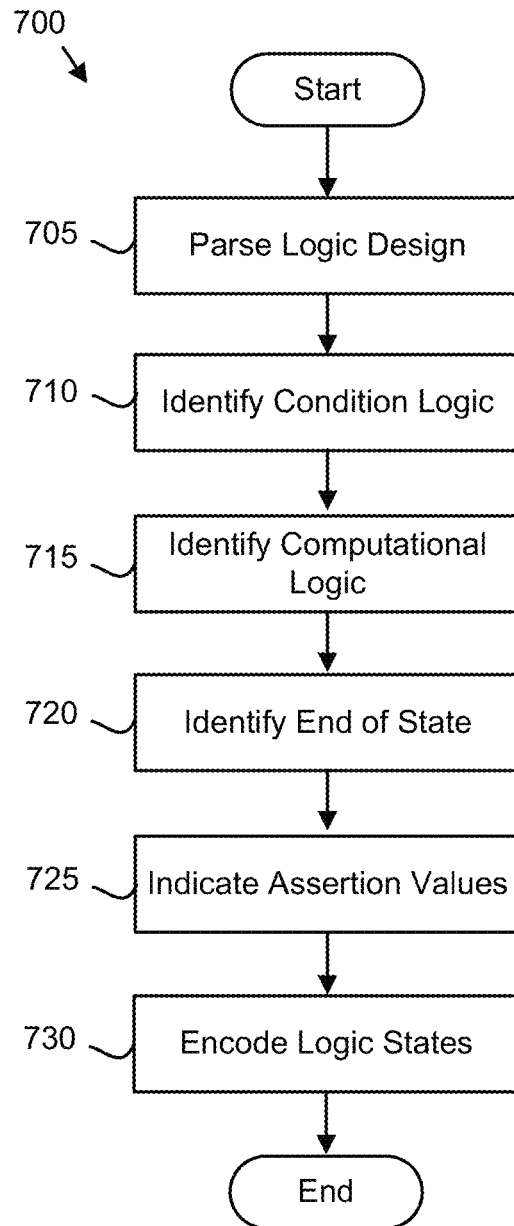 700
Start
705
Parse Logic Design
710
Identify Condition Logic
715
Identify Computational
Logic
720
Identify End of State
725
Indicate Assertion Values
730
Encode Logic States
End